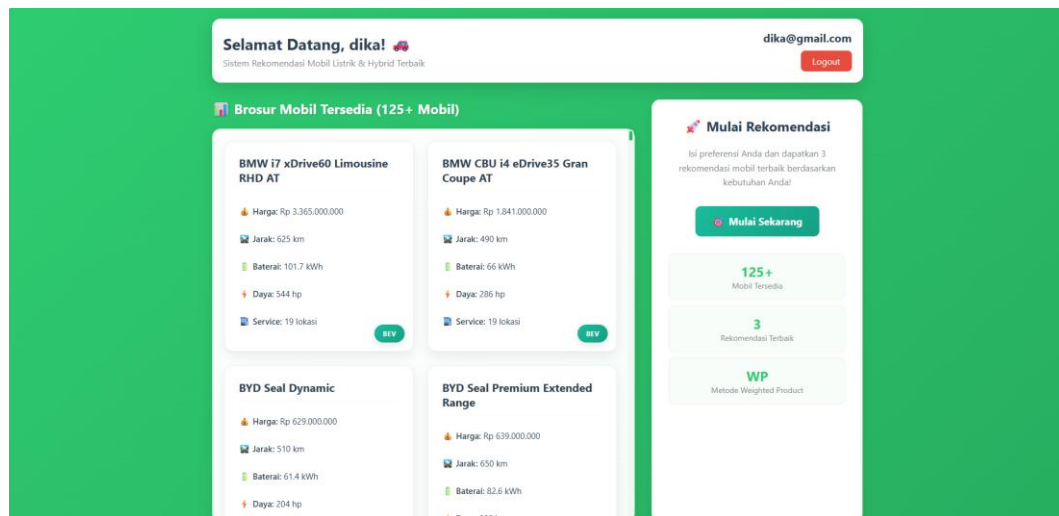 Selamat Datang, dika! 🚗
Sistem Rekomendasi Mobil Listrik & Hybrid Terbaik
dika@gmail.com
Logout
📊 Brosur Mobil Tersedia (125+ Mobil)
BMW i7 xDrive60 Limousine
RHD AT
💰 Harga: Rp 3.365.000.000
🛣️ Jarak: 625 km
🔋 Baterai: 101.7 kWh
⚡ Daya: 544 hp
🏪 Service: 19 lokasi
BEV
BMW CBU i4 eDrive35 Gran
Coupe AT
💰 Harga: Rp 1.841.000.000
🛣️ Jarak: 490 km
🔋 Baterai: 66 kWh
⚡ Daya: 286 hp
🏪 Service: 19 lokasi
BEV
BYD Seal Dynamic
💰 Harga: Rp 629.000.000
🛣️ Jarak: 510 km
🔋 Baterai: 61.4 kWh
⚡ Daya: 204 hp
BYD Seal Premium Extended
Range
💰 Harga: Rp 639.000.000
🛣️ Jarak: 650 km
🔋 Baterai: 82.6 kWh
🚀 Mulai Rekomendasi
Isi preferensi Anda dan dapatkan 3
rekomendasi mobil terbaik berdasarkan
kebutuhan Anda!
🎯 Mulai Sekarang
125+
Mobil Tersedia
3
Rekomendasi Terbaik
WP
Metode Weighted Product